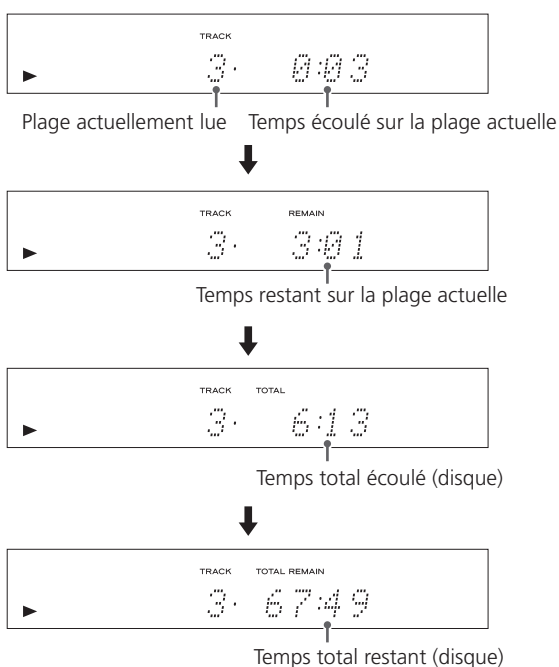 TRACK
3. 0:03
Plage actuellement lue Temps écoulé sur la plage actuelle
TRACK REMAIN
3. 3:01
Temps restant sur la plage actuelle
TRACK TOTAL
3. 6:13
Temps total écoulé (disque)
TRACK TOTAL REMAIN
3. 67:49
Temps total restant (disque)